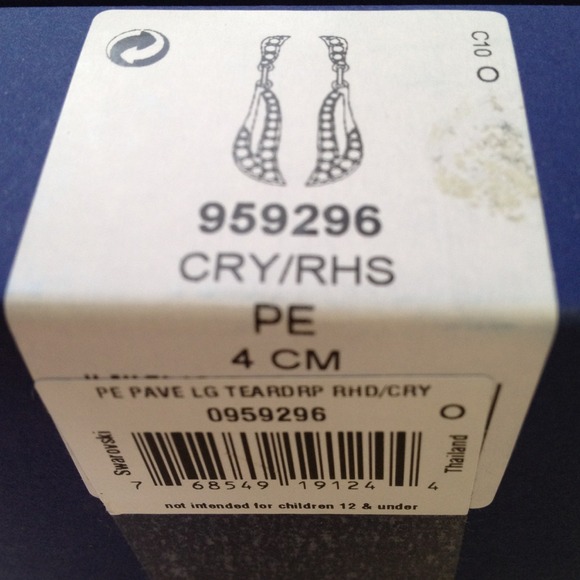 C10 O
959296
CRY/RHS
PE
4 CM
PE PAVE LG TEARDRP RHD/CRY
0959296
O
Swarovski
Thailand
7 68549 19124 4
not intended for children 12 & under